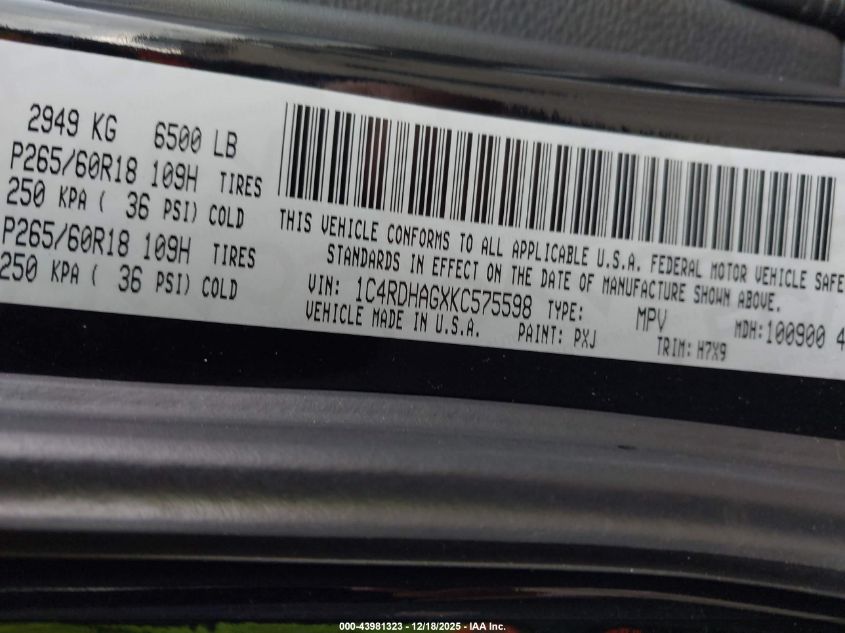 2949 KG 6500 LB
P265/60R18 109H TIRES
250 KPA ( 36 PSI) COLD
P265/60R18 109H TIRES
250 KPA ( 36 PSI) COLD
THIS VEHICLE CONFORMS TO ALL APPLICABLE U.S.A. FEDERAL MOTOR VEHICLE SAFE
STANDARDS IN EFFECT ON THE DATE OF MANUFACTURE SHOWN ABOVE.
VIN: 1C4RDHAGXKC575598 TYPE: MPV MDH:100900 4
VEHICLE MADE IN U.S.A. PAINT: PXJ TRIM: H7X9
000-43981323 - 12/18/2025 - IAA Inc.